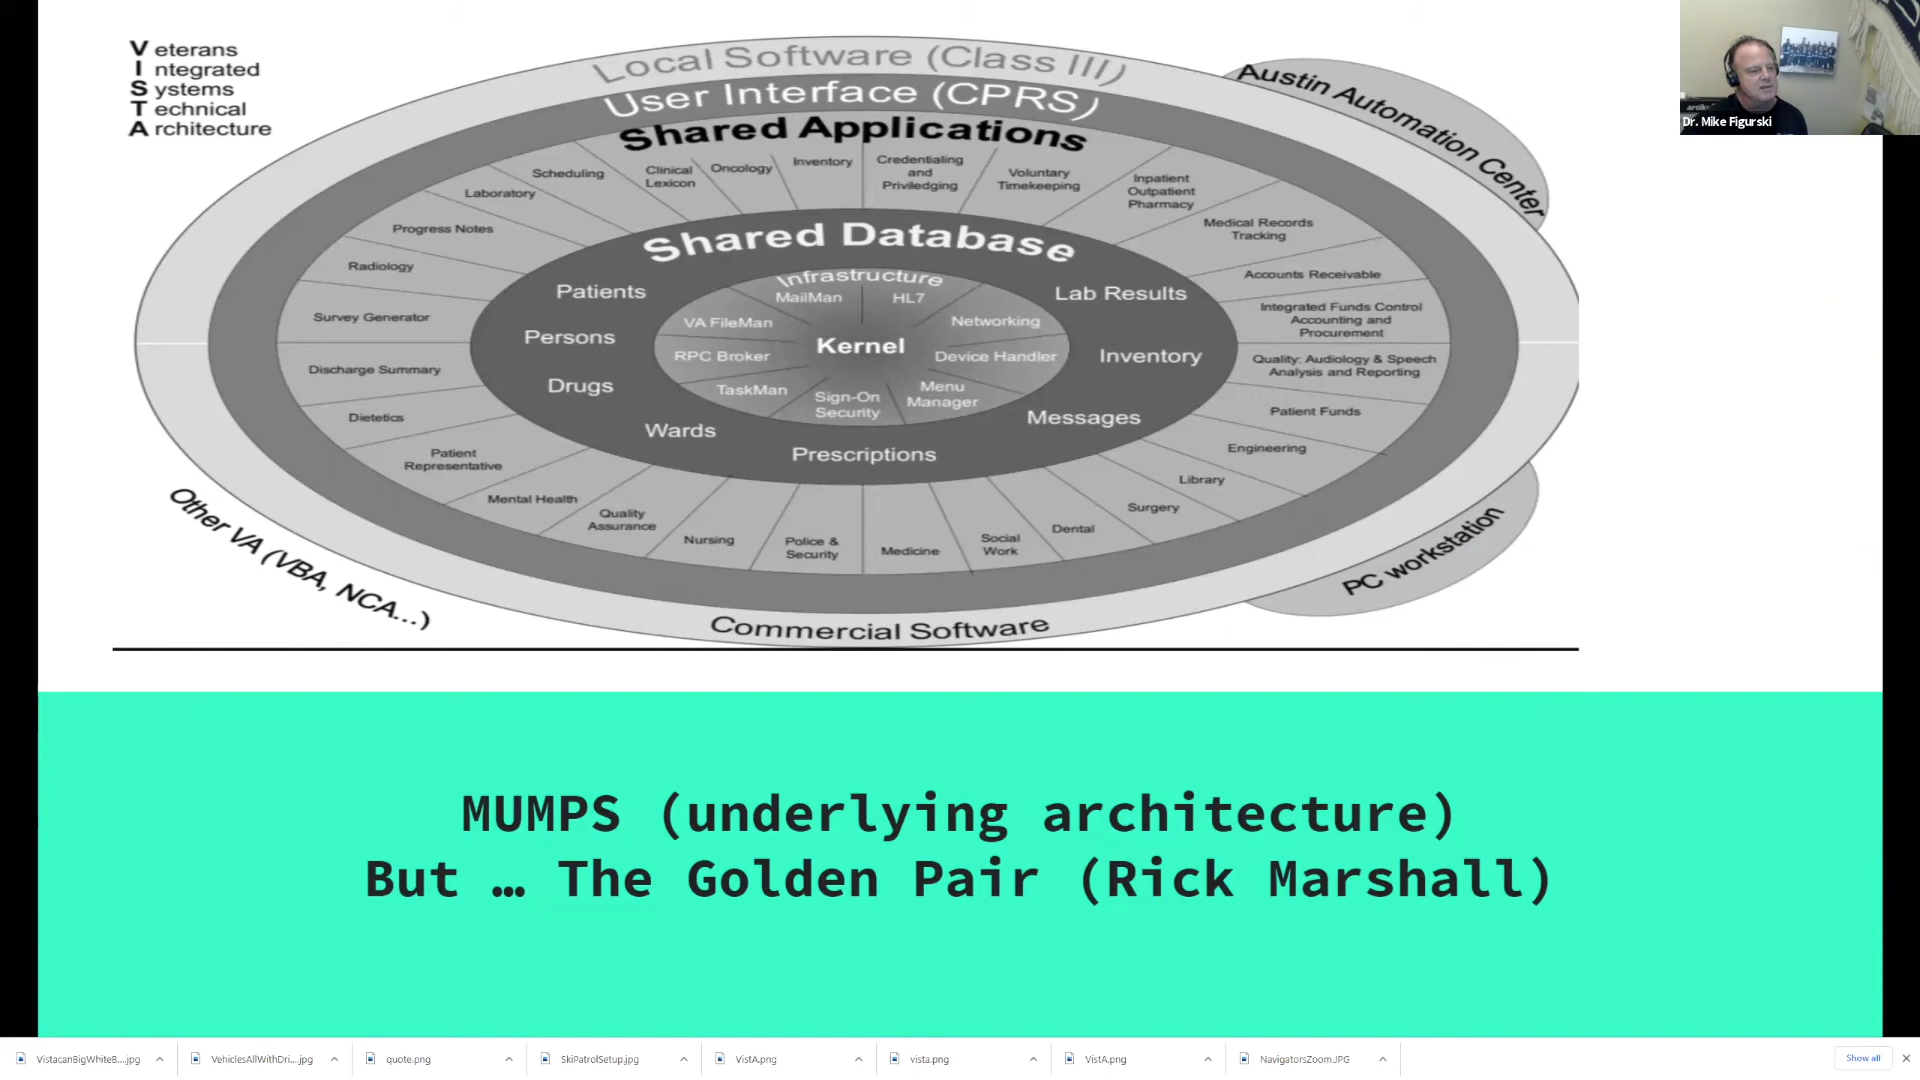 Veterans
Integrated
Systems
Technical
Architecture
Local Software (Class III)
User Interface (CPRS)
Shared Applications
Austin Automation Center
Dr. Mike Figurski
Scheduling
Clinical
Lexicon
Oncology
Inventory
Credentialing
and
Priviledging
Voluntary
Timekeeping
Inpatient
Outpatient
Pharmacy
Laboratory
Progress Notes
Radiology
Survey Generator
Discharge Summary
Dietetics
Patient
Representative
Mental Health
Quality
Assurance
Nursing
Police &
Security
Medicine
Social
Work
Dental
Surgery
Library
Engineering
Patient Funds
Quality: Audiology & Speech
Analysis and Reporting
Integrated Funds Control
Accounting and
Procurement
Accounts Receivable
Medical Records
Tracking
Shared Database
Patients
Persons
Drugs
Wards
Prescriptions
Messages
Inventory
Lab Results
Infrastructure
MailMan
HL7
VA FileMan
Networking
Kernel
RPC Broker
Device Handler
TaskMan
Sign-On
Security
Menu
Manager
Other VA (VBA, NCA...)
Commercial Software
PC workstation
MUMPS (underlying architecture)
But … The Golden Pair (Rick Marshall)
VistacanBigWhiteB....jpg
VehiclesAllWithDri....jpg
quote.png
SkiPatrolSetup.jpg
VistA.png
vista.png
VistA.png
NavigatorsZoom.JPG
Show all